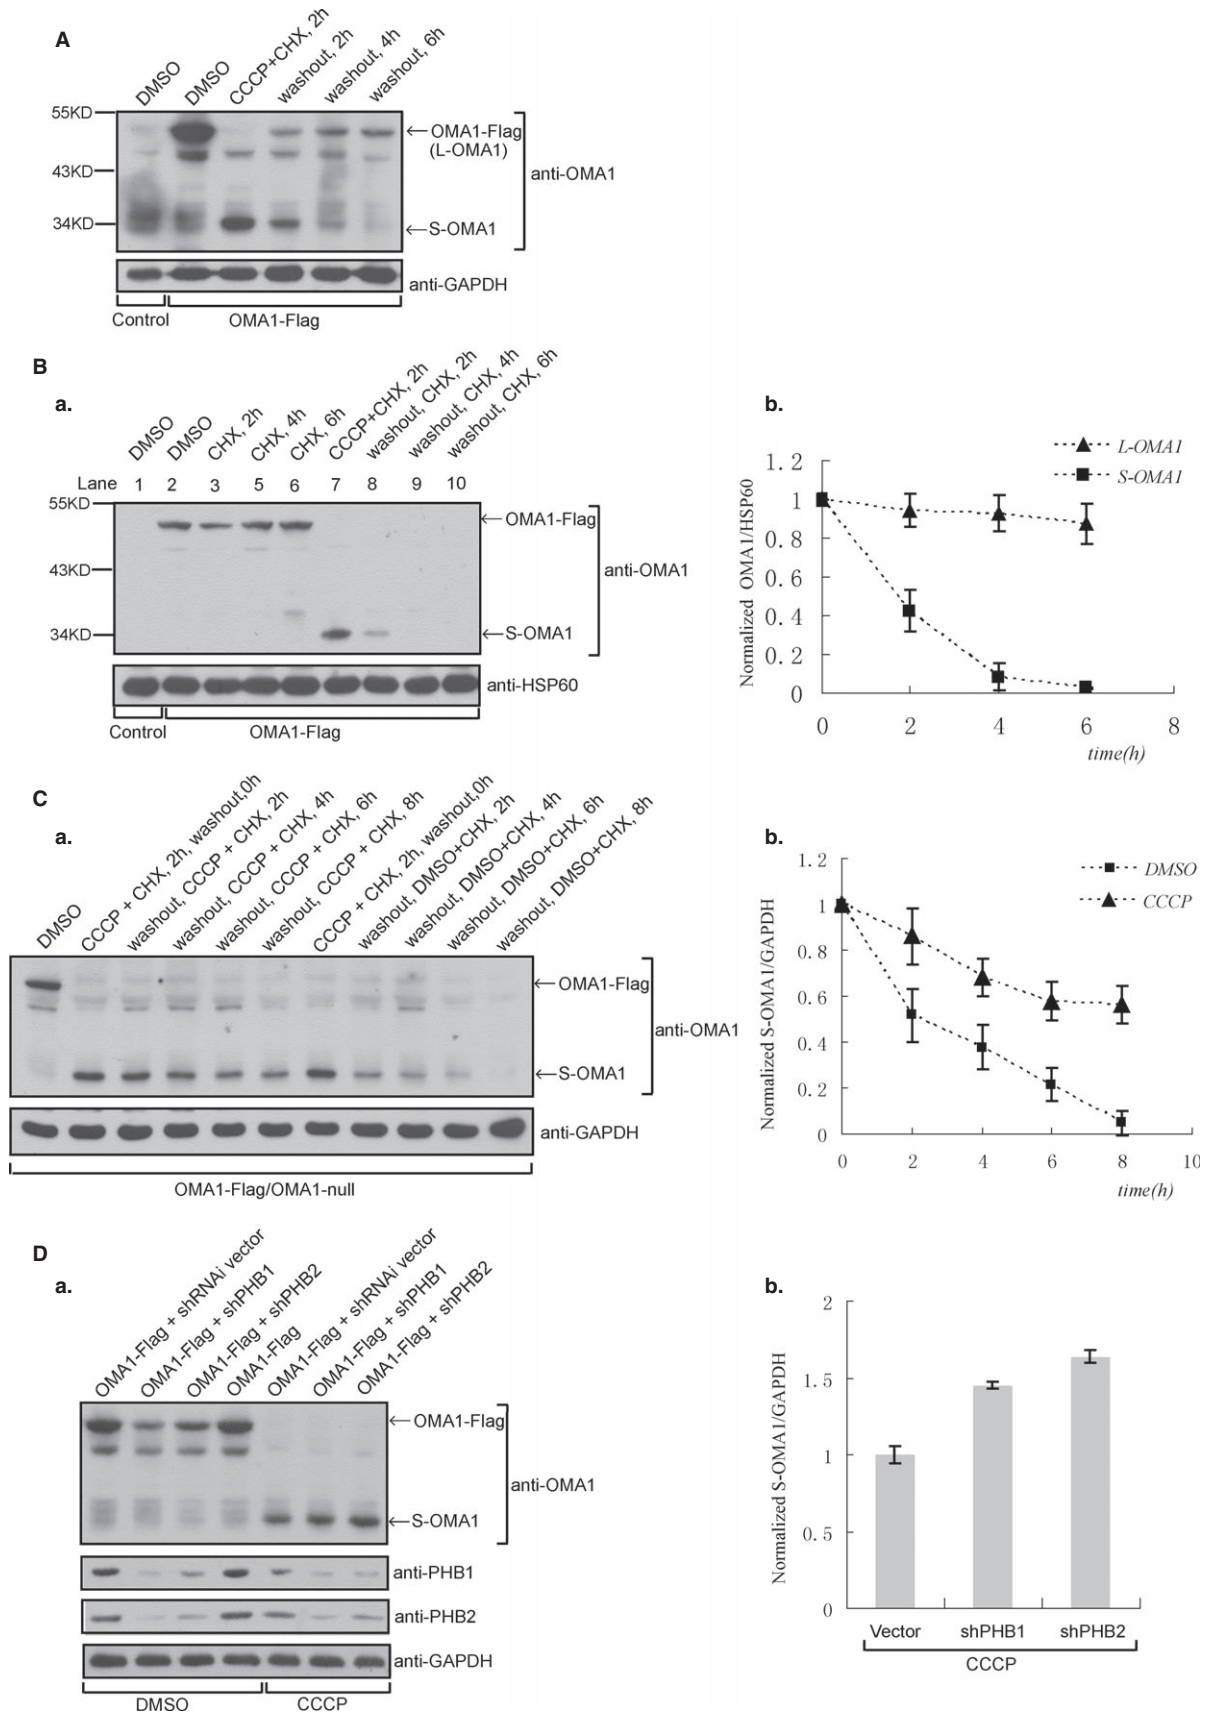 A
DMSO
DMSO
CCCP+CHX, 2h
washout, 2h
washout, 4h
washout, 6h
55KD
43KD
34KD
←OMA1-Flag
(L-OMA1)
←S-OMA1
anti-OMA1
anti-GAPDH
Control
OMA1-Flag
B
a.
DMSO
DMSO
CHX, 2h
CHX, 4h
CHX, 6h
CCCP+CHX, 2h
washout, CHX, 2h
washout, CHX, 4h
washout, CHX, 6h
Lane 1 2 3 5 6 7 8 9 10
55KD
43KD
34KD
←OMA1-Flag
←S-OMA1
anti-OMA1
anti-HSP60
Control
OMA1-Flag
b.
L-OMA1
S-OMA1
Normalized OMA1/HSP60
1.2
1
0.8
0.6
0.4
0.2
0
0 2 4 6 8
time(h)
C
a.
DMSO
CCCP + CHX, 2h, washout,0h
washout, CCCP + CHX, 2h
washout, CCCP + CHX, 4h
washout, CCCP + CHX, 6h
washout, CCCP + CHX, 8h
CCCP + CHX, 2h, washout,0h
washout, DMSO+CHX, 2h
washout, DMSO+CHX, 4h
washout, DMSO+CHX, 6h
washout, DMSO+CHX, 8h
←OMA1-Flag
←S-OMA1
anti-OMA1
anti-GAPDH
OMA1-Flag/OMA1-null
b.
DMSO
CCCP
Normalized S-OMA1/GAPDH
1.2
1
0.8
0.6
0.4
0.2
0
0 2 4 6 8 10
time(h)
D
a.
OMA1-Flag + shRNAi vector
OMA1-Flag + shPHB1
OMA1-Flag + shPHB2
OMA1-Flag
OMA1-Flag + shRNAi vector
OMA1-Flag + shPHB1
OMA1-Flag + shPHB2
←OMA1-Flag
←S-OMA1
anti-OMA1
anti-PHB1
anti-PHB2
anti-GAPDH
DMSO
CCCP
b.
Normalized S-OMA1/GAPDH
2
1.5
1
0.5
0
Vector shPHB1 shPHB2
CCCP